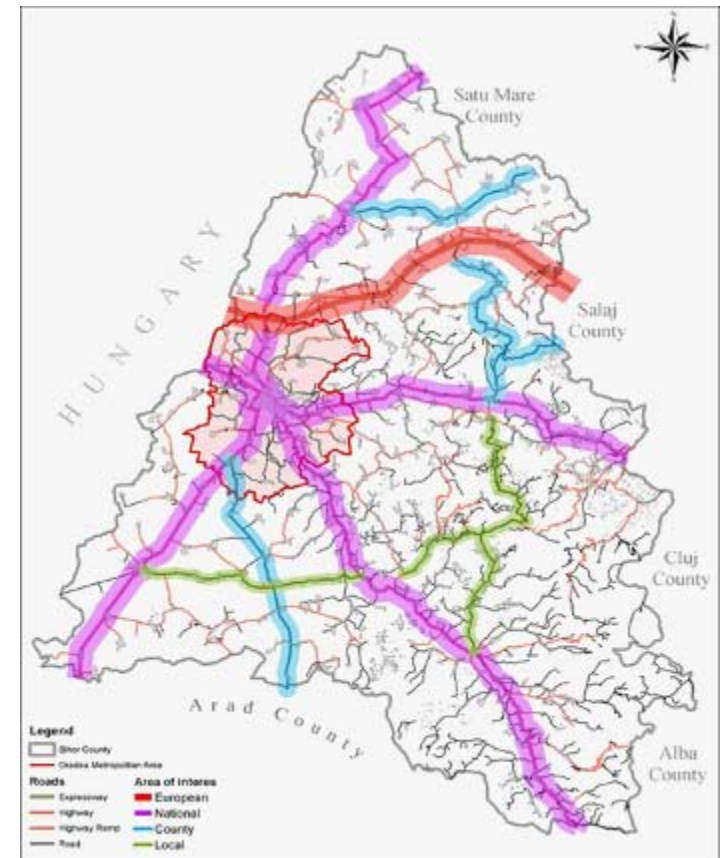 Satu Mare
County
HUNGARY
Salaj
County
Cluj
County
Arad County
Alba
County
Legend
Bihor County
Oradea Metropolitan Area
Roads
Expressway
Highway
Highway Ramp
Road
Area of interes
European
National
County
Local